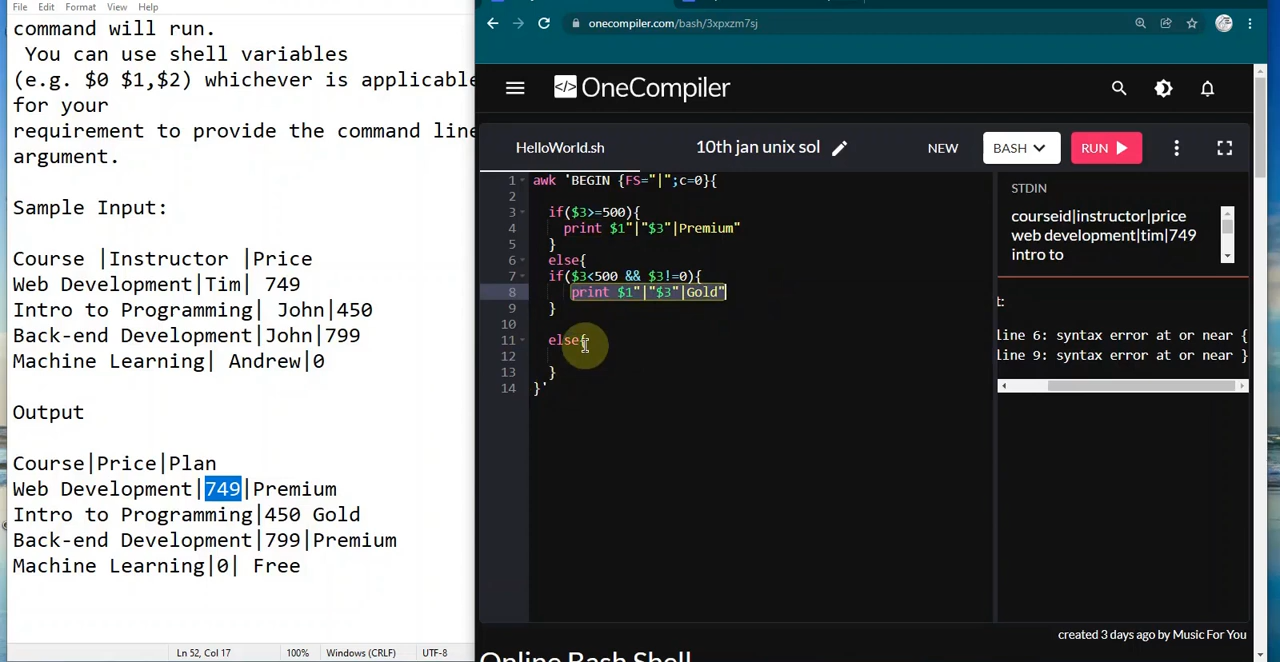 File Edit Format View Help
command will run.
You can use shell variables
(e.g. $0 $1,$2) whichever is applicable
for your
requirement to provide the command line
argument.
Sample Input:
Course |Instructor |Price
Web Development|Tim| 749
Intro to Programming| John|450
Back-end Development|John|799
Machine Learning| Andrew|0
Output
Course|Price|Plan
Web Development|749|Premium
Intro to Programming|450 Gold
Back-end Development|799|Premium
Machine Learning|0| Free
Ln 52, Col 17 100% Windows (CRLF) UTF-8
onecompiler.com/bash/3xpxzm7sj
</> OneCompiler
HelloWorld.sh 10th jan unix sol NEW BASH RUN
1 awk 'BEGIN {FS="|";c=0}{
2
3 if($3>=500){
4 print $1"|"$3"|Premium"
5 }
6 else{
7 if($3<500 && $3!=0){
8 print $1"|"$3"|Gold"
9 }
10
11 else{
12
13 }
14 }'
STDIN
courseid|instructor|price
web development|tim|749
intro to
t:
line 6: syntax error at or near {
line 9: syntax error at or near }
created 3 days ago by Music For You
Online Bash Shell